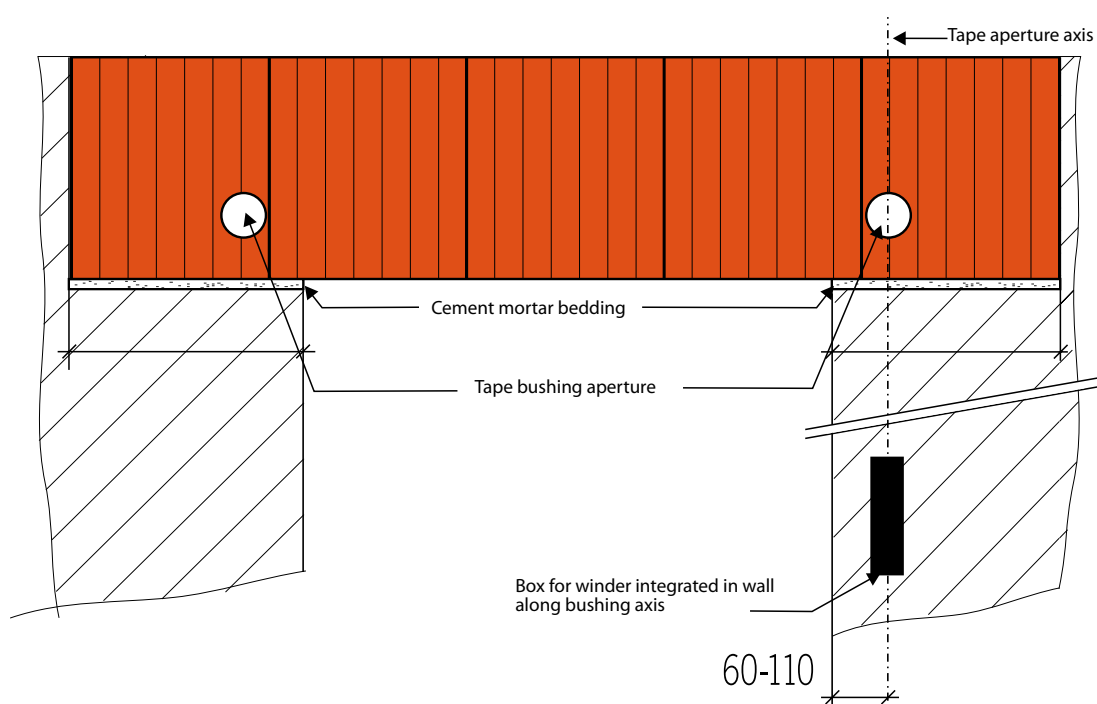 Tape aperture axis
Cement mortar bedding
Tape bushing aperture
Box for winder integrated in wall
along bushing axis
60-110